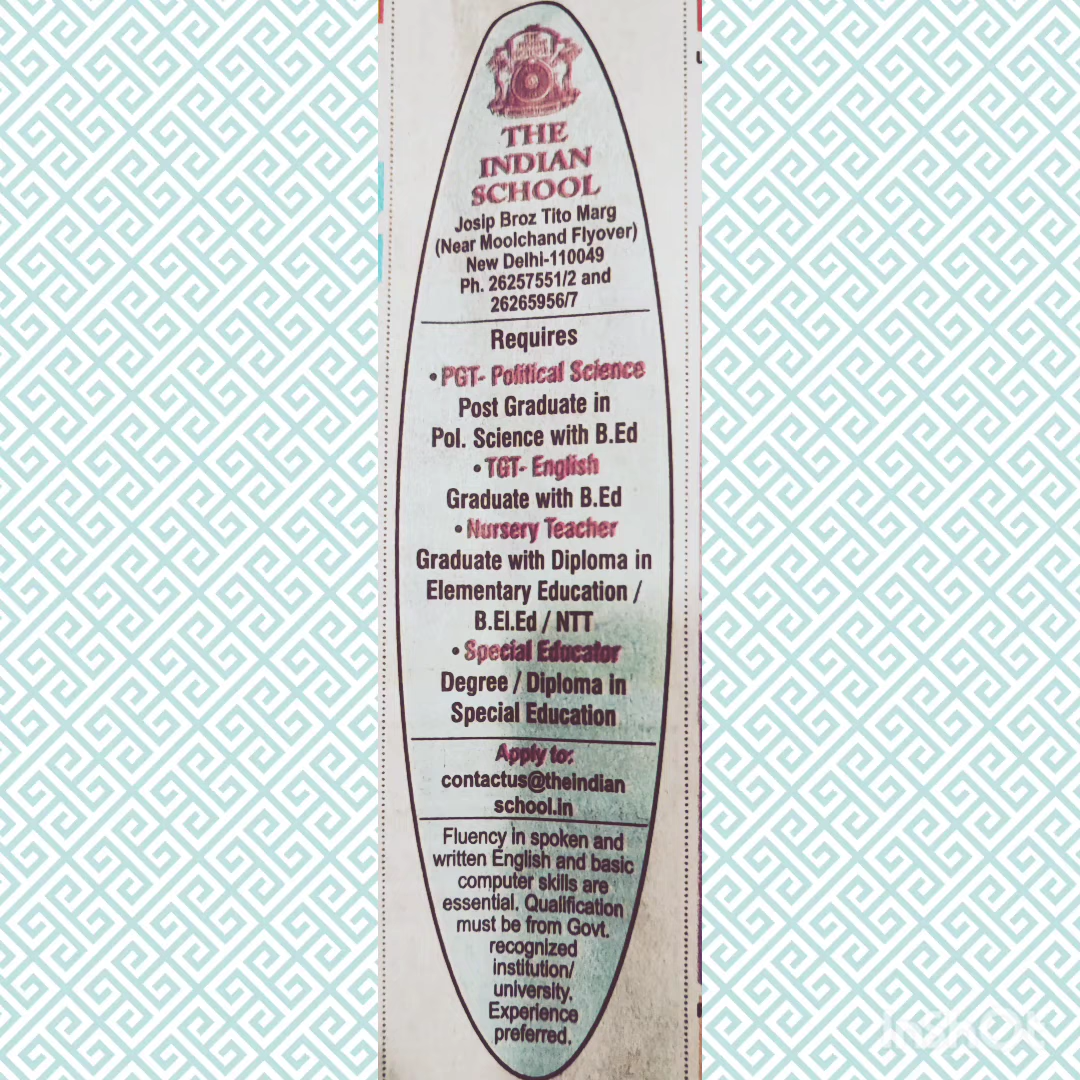 THE
INDIAN
SCHOOL
Josip Broz Tito Marg
(Near Moolchand Flyover)
New Delhi-110049
Ph. 26257551/2 and
26265956/7
Requires
• PGT- Political Science
Post Graduate in
Pol. Science with B.Ed
• TGT- English
Graduate with B.Ed
• Nursery Teacher
Graduate with Diploma in
Elementary Education /
B.El.Ed / NTT
• Special Educator
Degree / Diploma in
Special Education
Apply to:
contactus@theindian
school.in
Fluency in spoken and
written English and basic
computer skills are
essential. Qualification
must be from Govt.
recognized
institution/
university.
Experience
preferred.